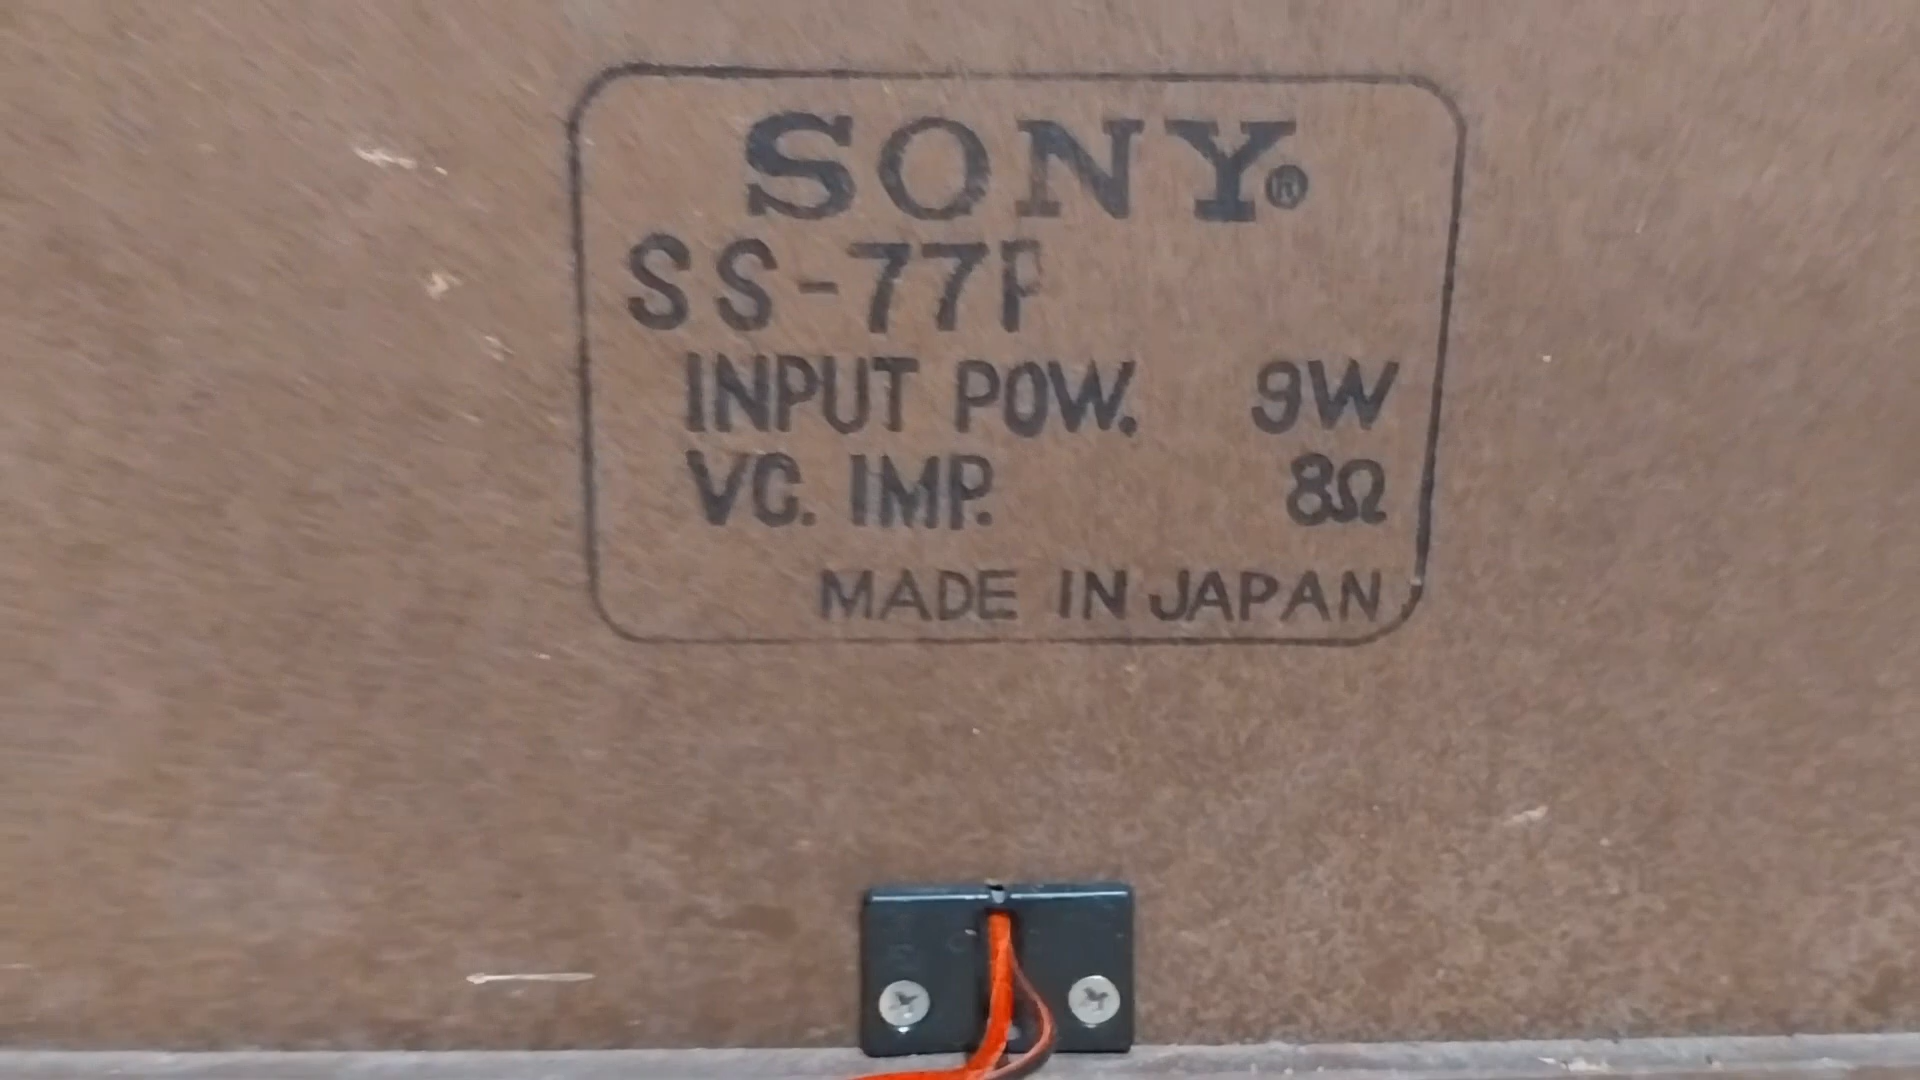 SONY®
SS-77F
INPUT POW. 9W
VC. IMP. 8Ω
MADE IN JAPAN